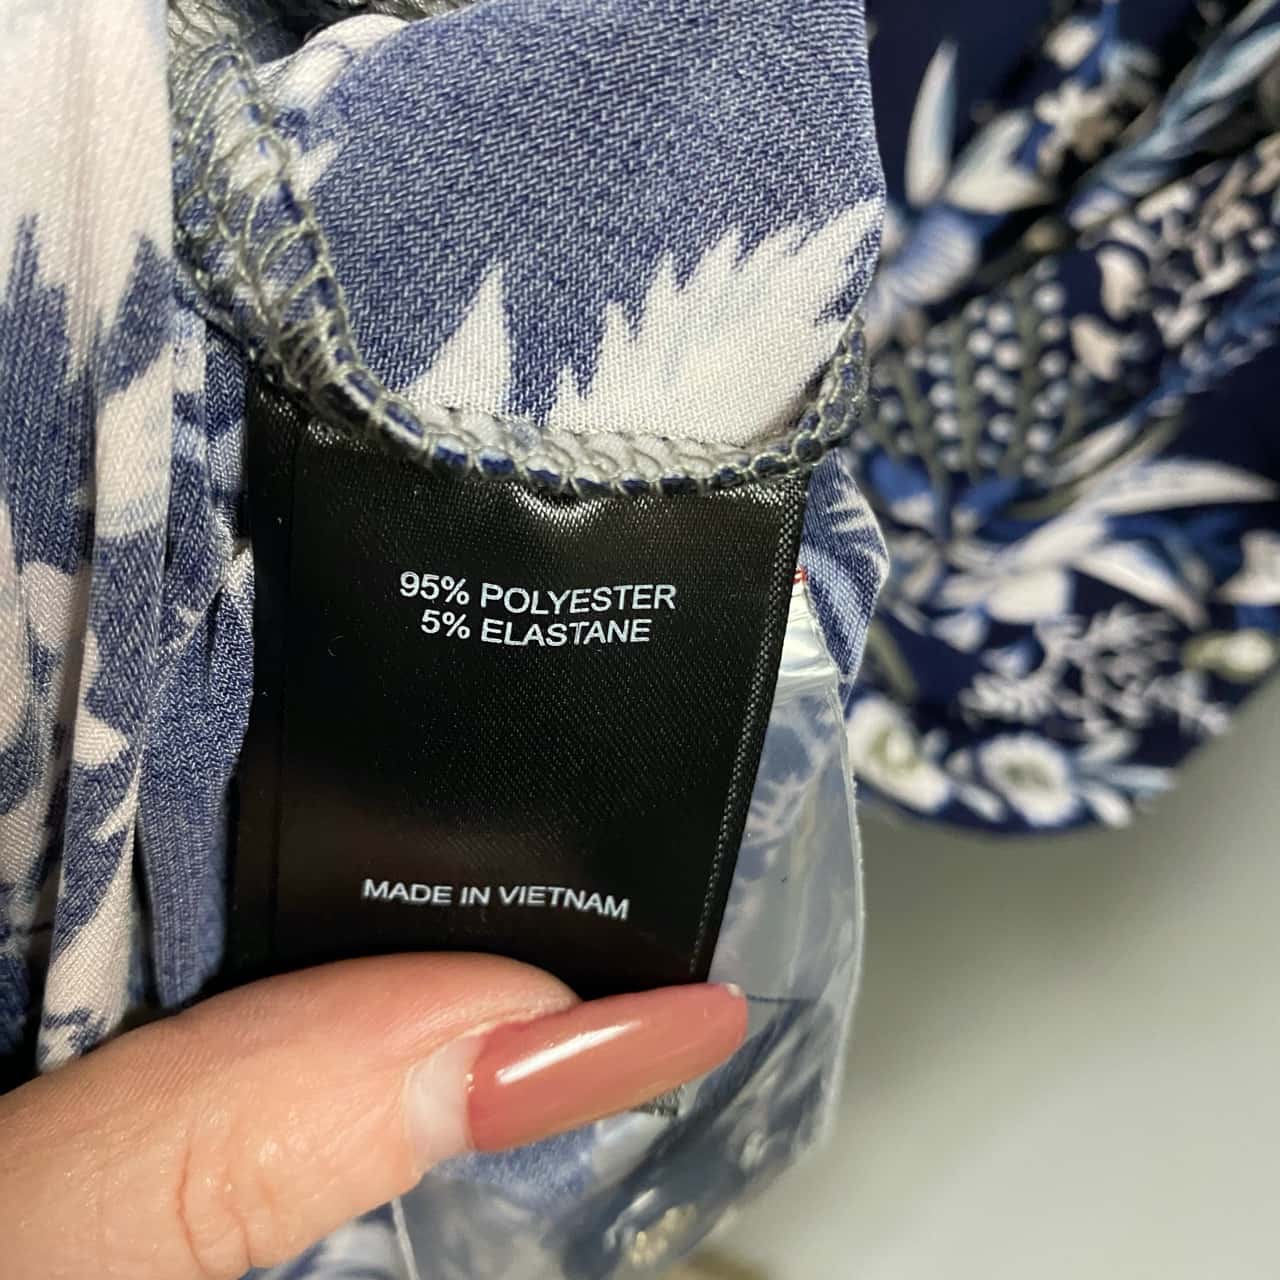 95% POLYESTER
5% ELASTANE
MADE IN VIETNAM